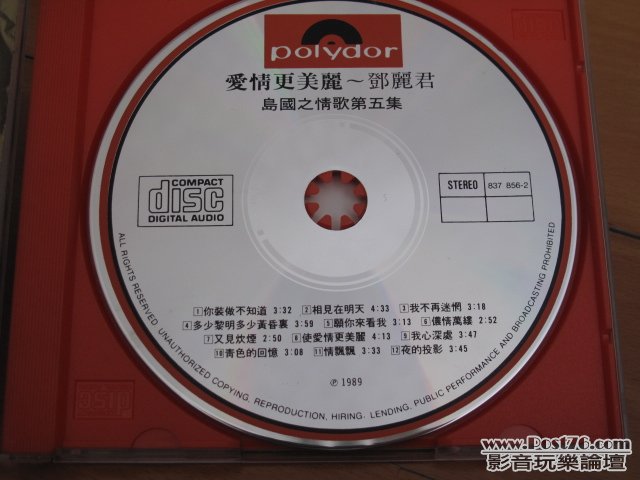 polydor
愛情更美麗～鄧麗君
島國之情歌第五集
COMPACT
disc
DIGITAL AUDIO
STEREO 837 856-2
1 你裝做不知道 3:32 2 相見在明天 4:33 3 我不再迷惘 3:18
4 多少黎明多少黃昏裏 3:59 5 願你來看我 3:13 6 儂情萬縷 2:52
7 又見炊煙 2:50 8 使愛情更美麗 4:13 9 我心深處 3:47
10 青色的回憶 3:08 11 情飄飄 3:33 12 夜的投影 3:45
℗ 1989
ALL RIGHTS RESERVED. UNAUTHORIZED COPYING, REPRODUCTION, HIRING, LENDING, PUBLIC PERFORMANCE AND BROADCASTING PROHIBITED
www.Post76.com
影音玩樂論壇